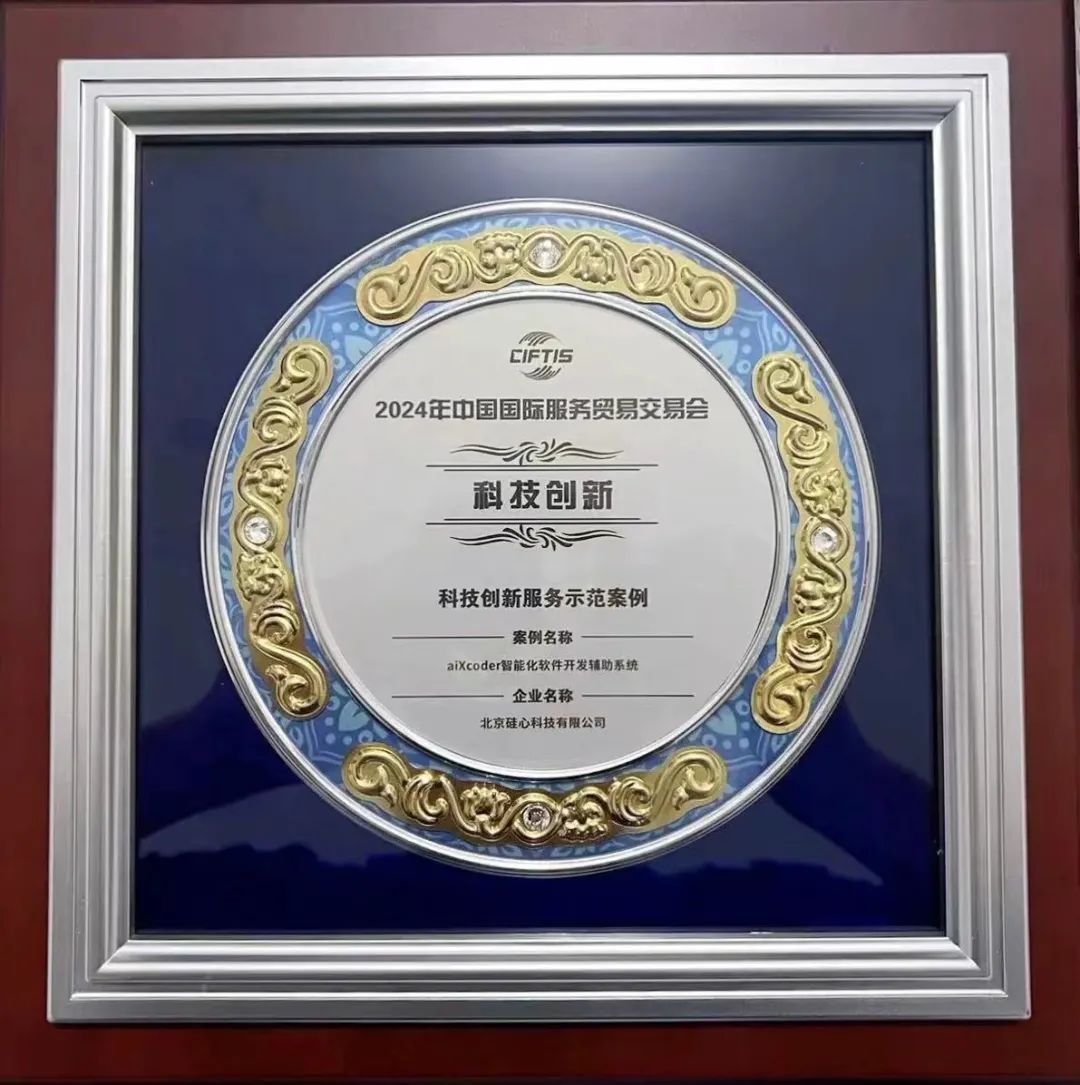 CIFTIS
2024年中国国际服务贸易交易会
科技创新
科技创新服务示范案例
案例名称
aiXcoder智能化软件开发辅助系统
企业名称
北京硅心科技有限公司